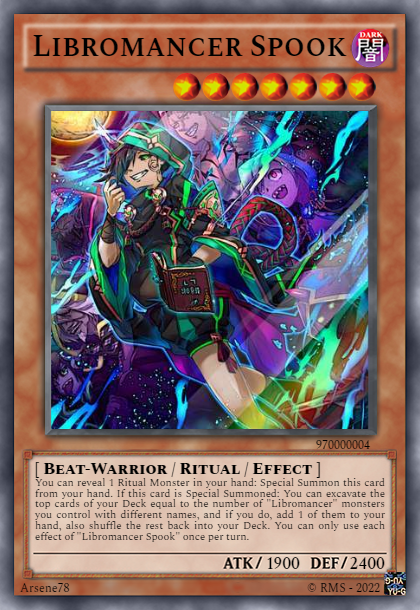 LIBROMANCER SPOOK
DARK
闇
970000004
[ BEAT-WARRIOR / RITUAL / EFFECT ]
You can reveal 1 Ritual Monster in your hand: Special Summon this card
from your hand. If this card is Special Summoned: You can excavate the
top cards of your Deck equal to the number of "Libromancer" monsters
you control with different names, and if you do, add 1 of them to your
hand, also shuffle the rest back into your Deck. You can only use each
effect of "Libromancer Spook" once per turn.
ATK/ 1900 DEF/ 2400
Arsene78
© RMS - 2022
YU-G